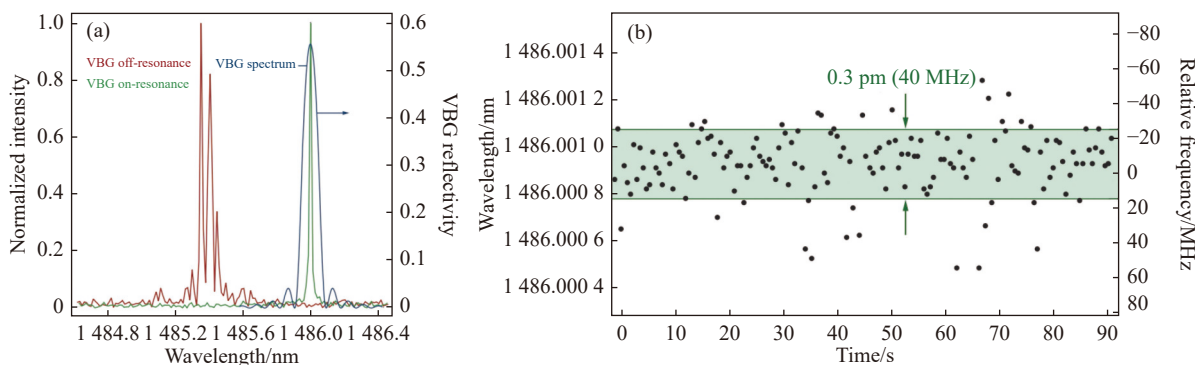 (a)
VBG off-resonance
VBG on-resonance
VBG spectrum
Normalized intensity
1.0
0.8
0.6
0.4
0.2
0
VBG reflectivity
0.6
0.5
0.4
0.3
0.2
0.1
0
1 484.8 1 485.2 1 485.6 1 486.0 1 486.4
Wavelength/nm
(b)
0.3 pm (40 MHz)
Wavelength/nm
1 486.001 4
1 486.001 2
1 486.001 0
1 486.000 8
1 486.000 6
1 486.000 4
Relative frequency/MHz
−80
−60
−40
−20
0
20
40
60
80
0 10 20 30 40 50 60 70 80 90
Time/s